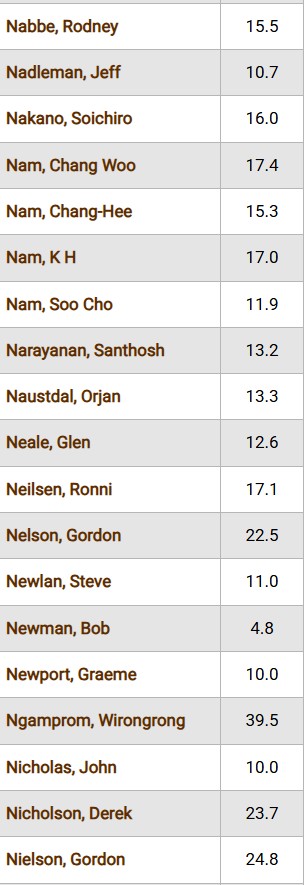 Nabbe, Rodney 15.5
Nadleman, Jeff 10.7
Nakano, Soichiro 16.0
Nam, Chang Woo 17.4
Nam, Chang-Hee 15.3
Nam, K H 17.0
Nam, Soo Cho 11.9
Narayanan, Santhosh 13.2
Naustdal, Orjan 13.3
Neale, Glen 12.6
Neilsen, Ronni 17.1
Nelson, Gordon 22.5
Newlan, Steve 11.0
Newman, Bob 4.8
Newport, Graeme 10.0
Ngamprom, Wirongrong 39.5
Nicholas, John 10.0
Nicholson, Derek 23.7
Nielson, Gordon 24.8